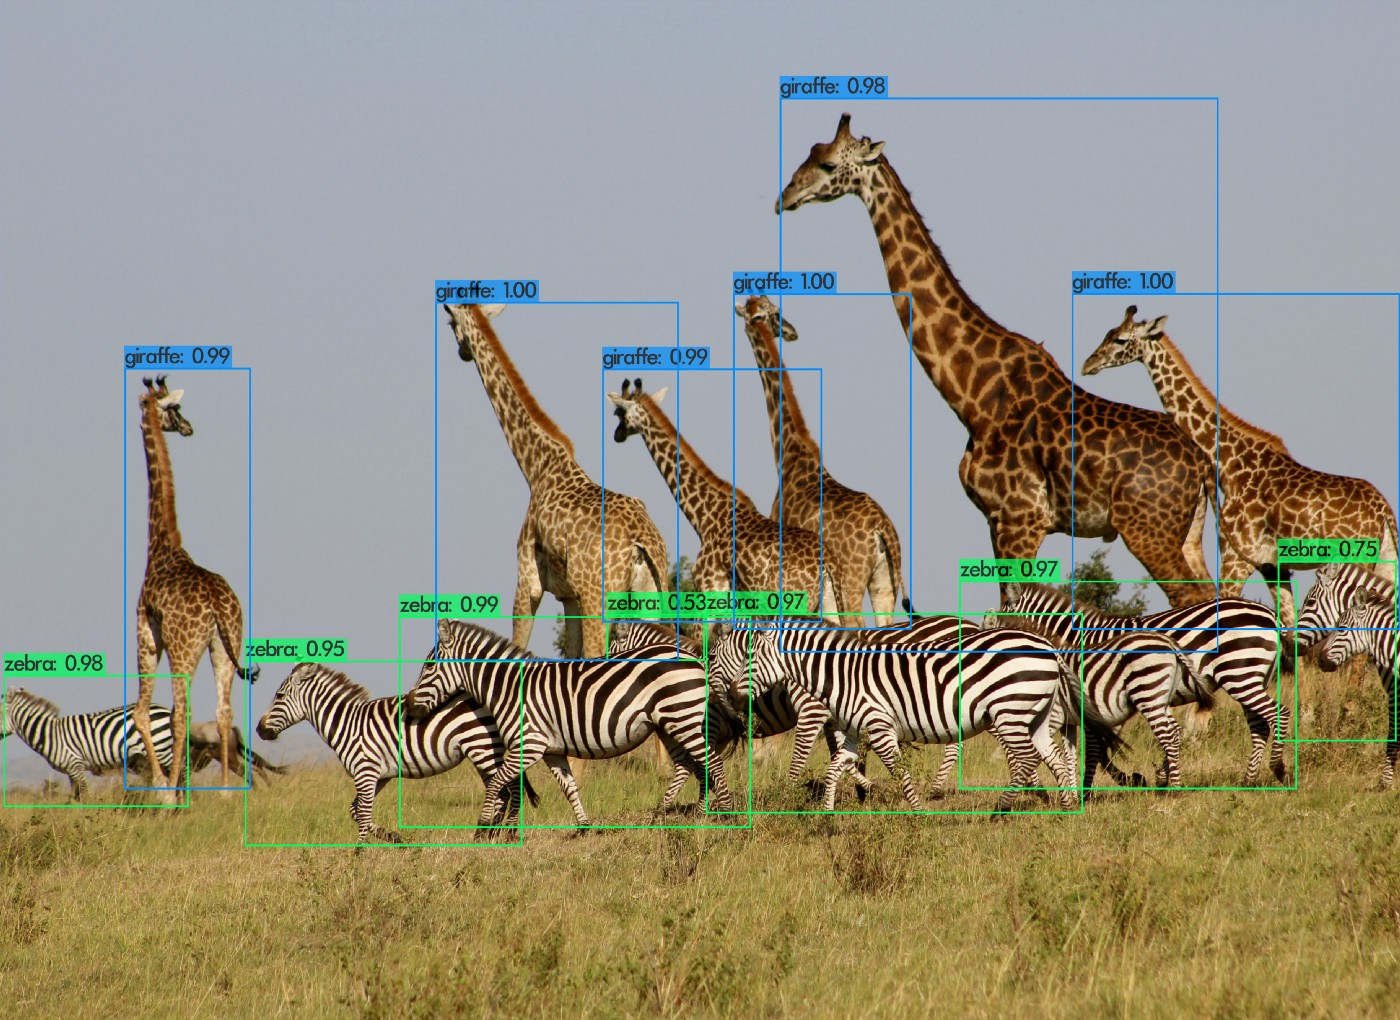 giraffe: 0.98
giraffe: 1.00
giraffe: 1.00
giraffe: 1.00
giraffe: 0.99
giraffe: 0.99
zebra: 0.75
zebra: 0.97
zebra: 0.99
zebra: 0.53
zebra: 0.97
zebra: 0.95
zebra: 0.98